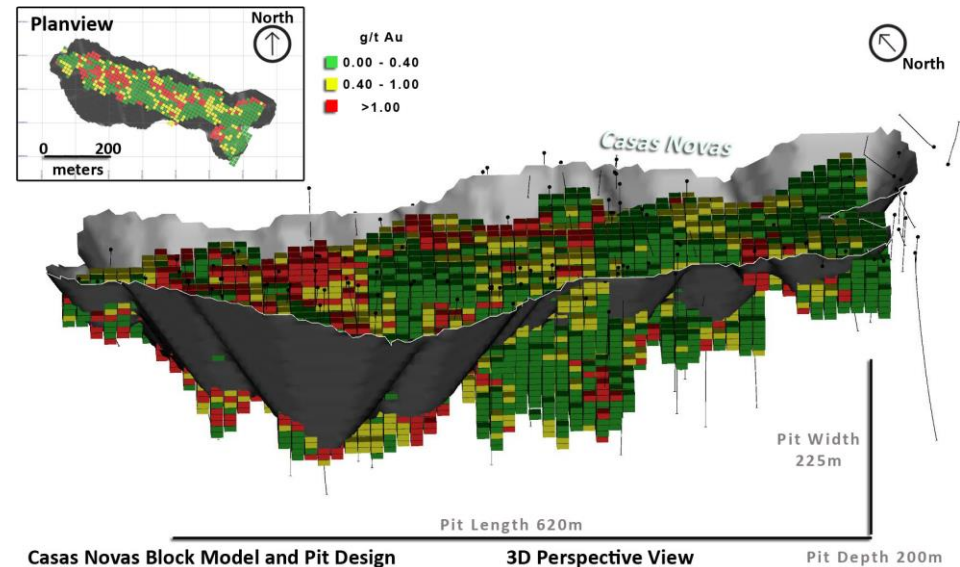 Planview
North
0 200
meters
g/t Au
0.00 - 0.40
0.40 - 1.00
>1.00
North
Casas Novas
Pit Width
225m
Pit Length 620m
Casas Novas Block Model and Pit Design
3D Perspective View
Pit Depth 200m